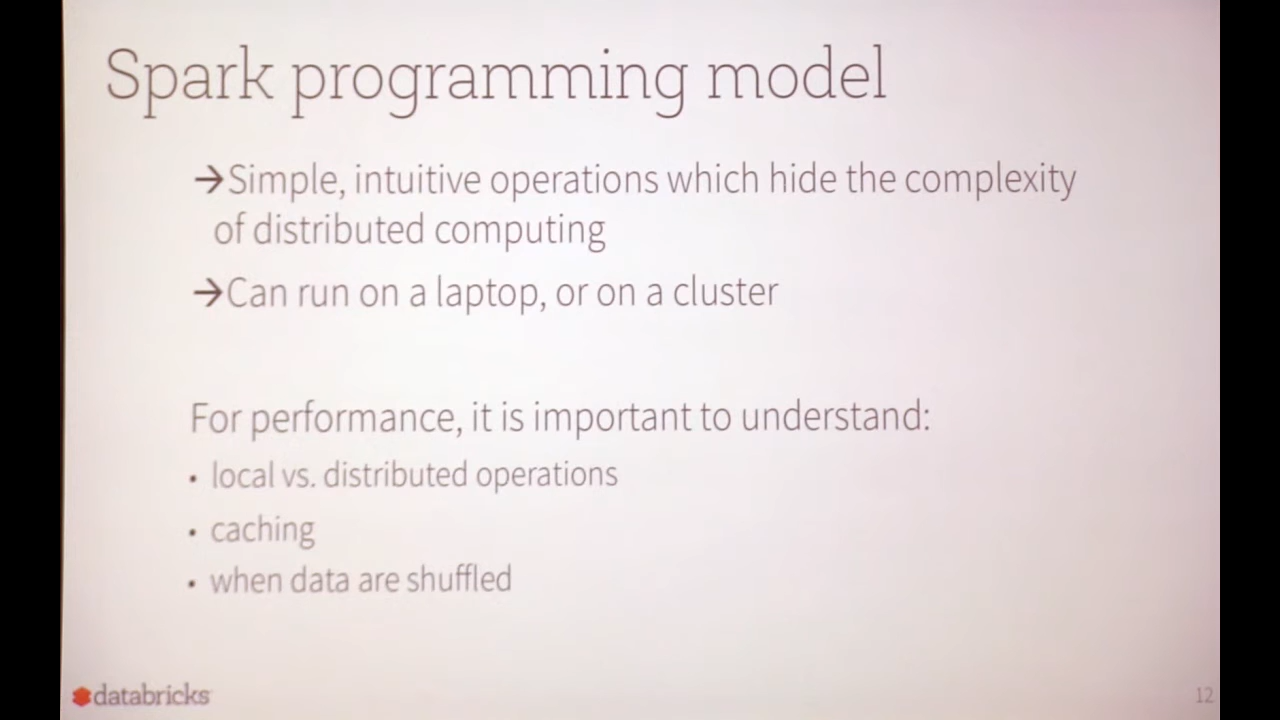 Spark programming model
→Simple, intuitive operations which hide the complexity
of distributed computing
→Can run on a laptop, or on a cluster
For performance, it is important to understand:
• local vs. distributed operations
• caching
• when data are shuffled
databricks
12